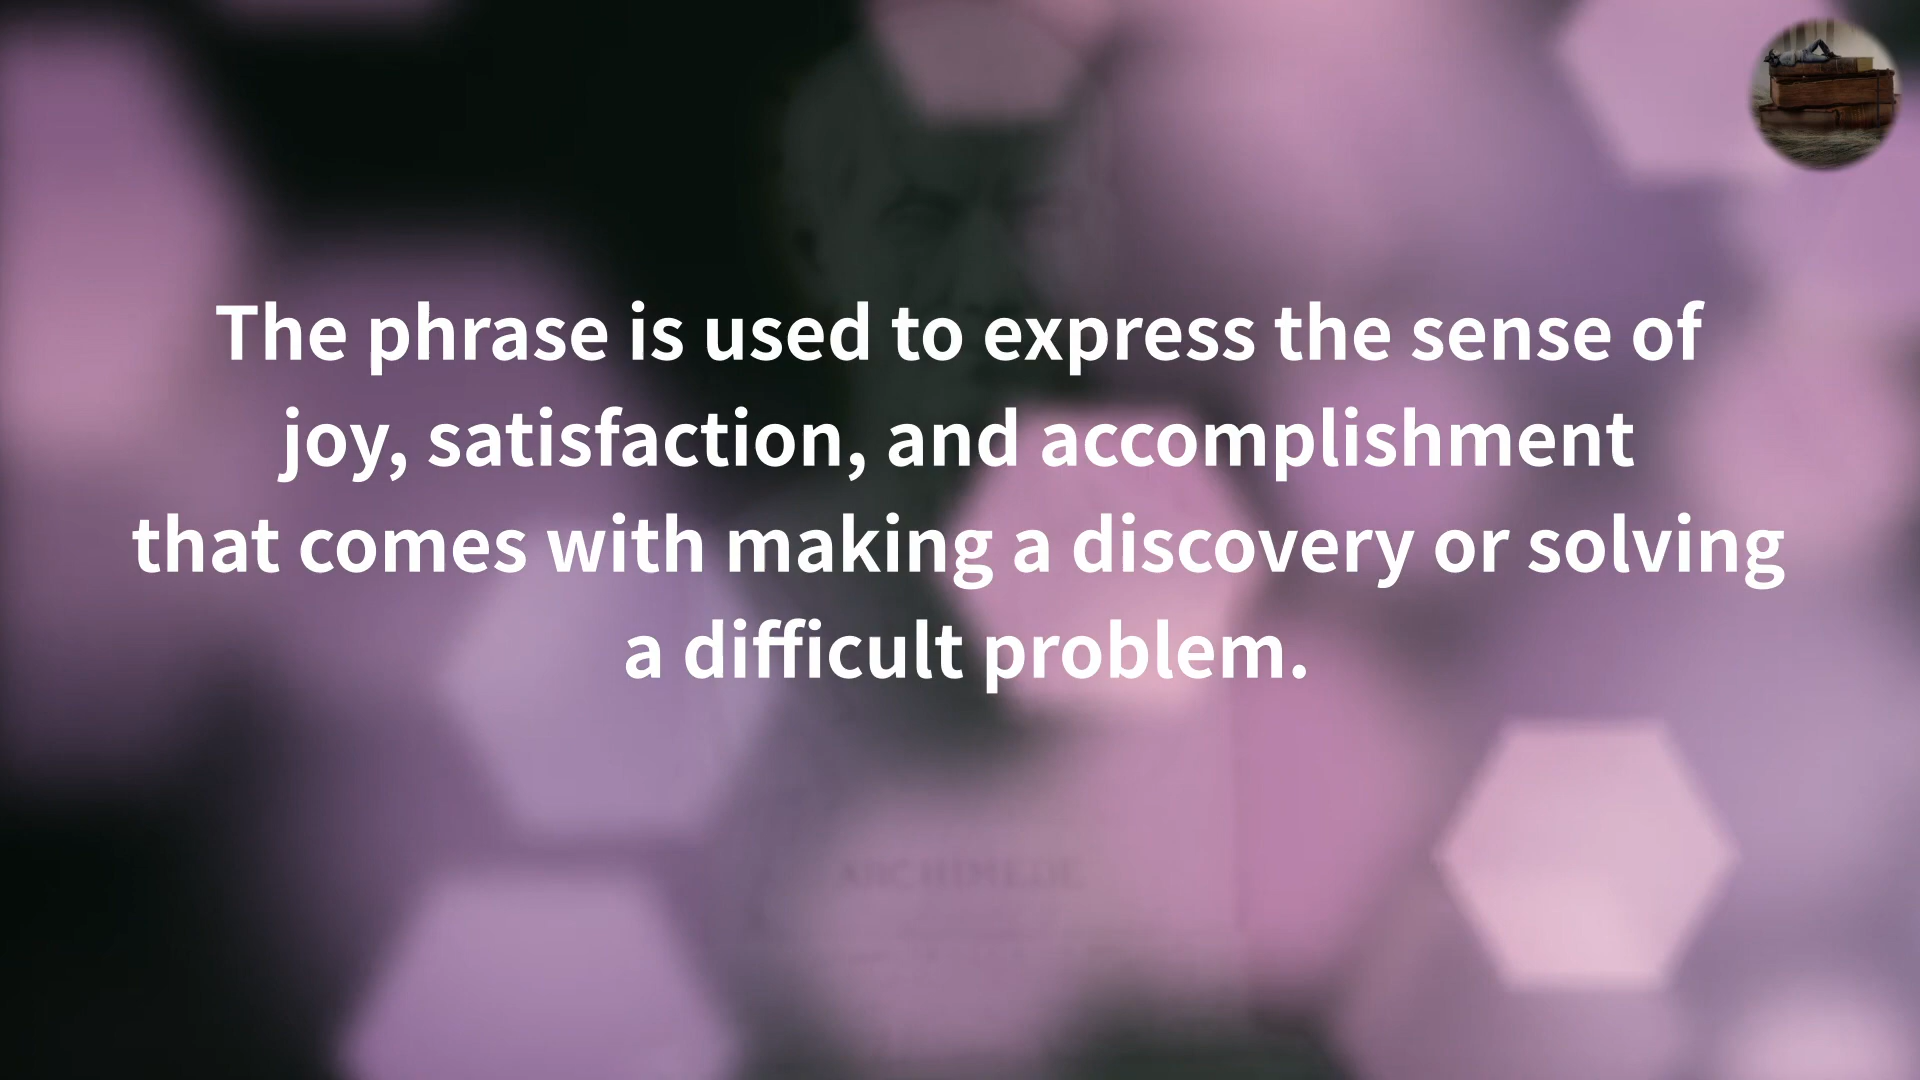 The phrase is used to express the sense of
joy, satisfaction, and accomplishment
that comes with making a discovery or solving
a difficult problem.
ARCHIMEDE